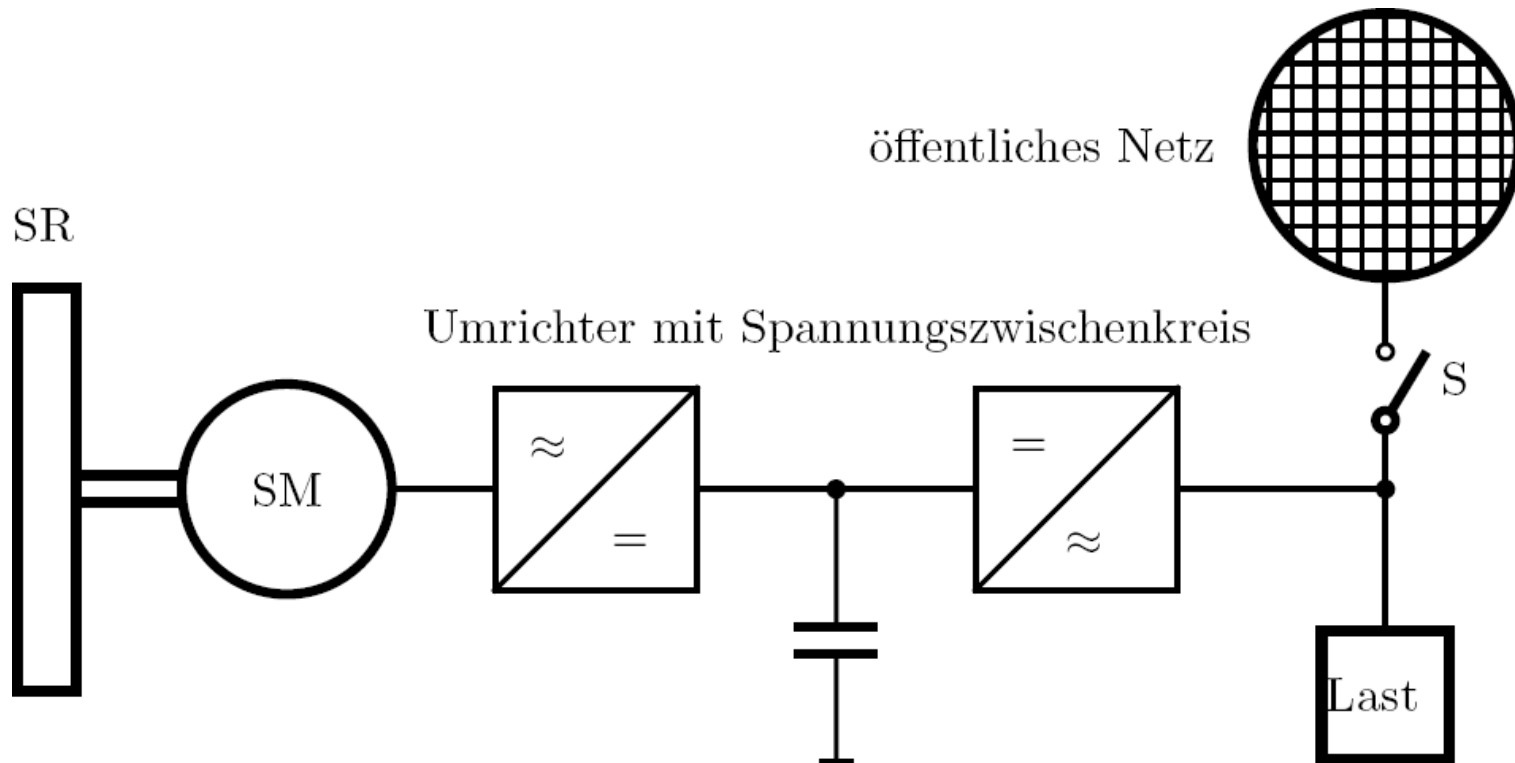 öffentliches Netz
SR
Umrichter mit Spannungszwischenkreis
S
SM
≈
=
=
≈
Last